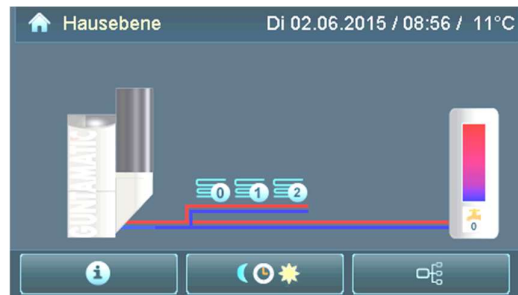 Hausebene
Di 02.06.2015 / 08:56 / 11°C
GUNTAMATIC
0 1 2
0
i